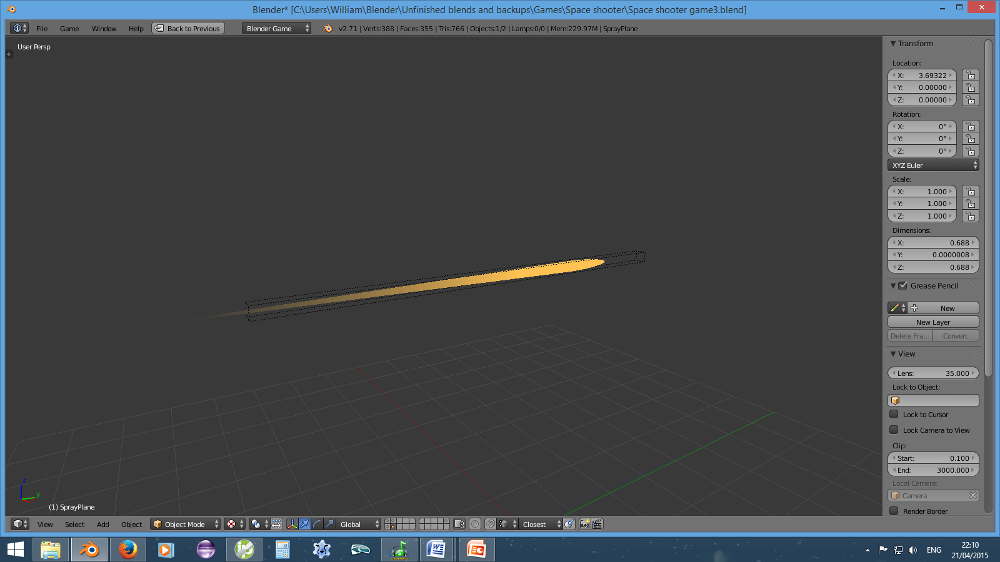 Blender* [C:\Users\William\Blender\Unfinished blends and backups\Games\Space shooter\Space shooter game3.blend]
File Game Window Help Back to Previous Blender Game v2.71 | Verts:388 | Faces:355 | Tris:766 | Objects:1/2 | Lamps:0/0 | Mem:229.97M | SprayPlane
User Persp
Transform
Location:
X: 3.69322
Y: 0.00000
Z: 0.00000
Rotation:
X: 0°
Y: 0°
Z: 0°
XYZ Euler
Scale:
X: 1.000
Y: 1.000
Z: 1.000
Dimensions:
X: 0.688
Y: 0.0000008
Z: 0.688
Grease Pencil
New
New Layer
Delete Fra... Convert
View
Lens: 35.000
Lock to Object:
Lock to Cursor
Lock Camera to View
Clip:
Start: 0.100
End: 3000.000
Local Camera:
Camera
Render Border
z
y
(1) SprayPlane
View Select Add Object Object Mode Global Closest
ENG
22:10
21/04/2015